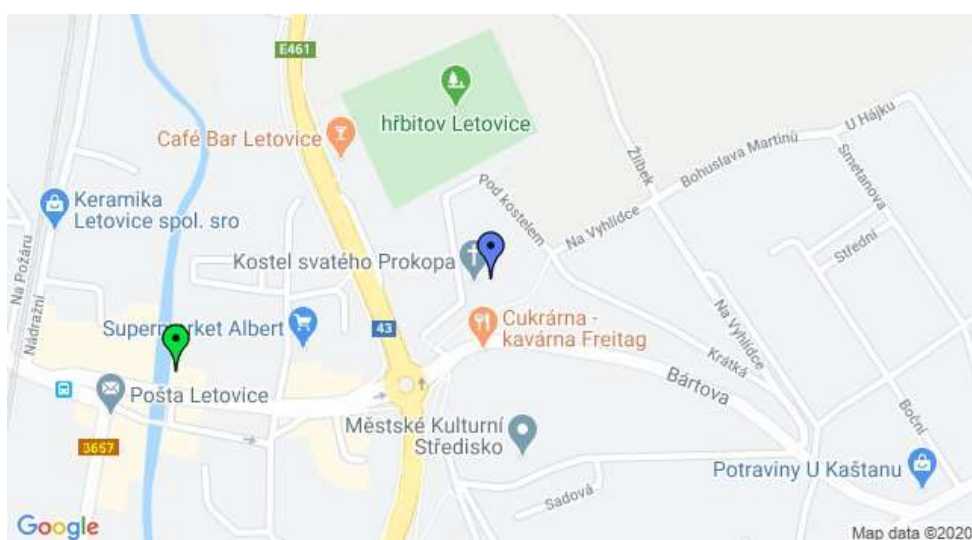 E461
hřbitov Letovice
Café Bar Letovice
Žlíbek
Bohuslava Martinů
U Hájku
Smetanova
Střední
Pod kostelem
Na Vyhlídce
Keramika
Letovice spol. sro
Na Požáru
Nádražní
Kostel svatého Prokopa
Supermarket Albert
43
Cukrárna -
kavárna Freitag
Na Vyhlídce
Krátká
Bártova
Boční
Pošta Letovice
Městské Kulturní
Středisko
3657
Potraviny U Kaštanu
Sadová
Google
Map data ©2020